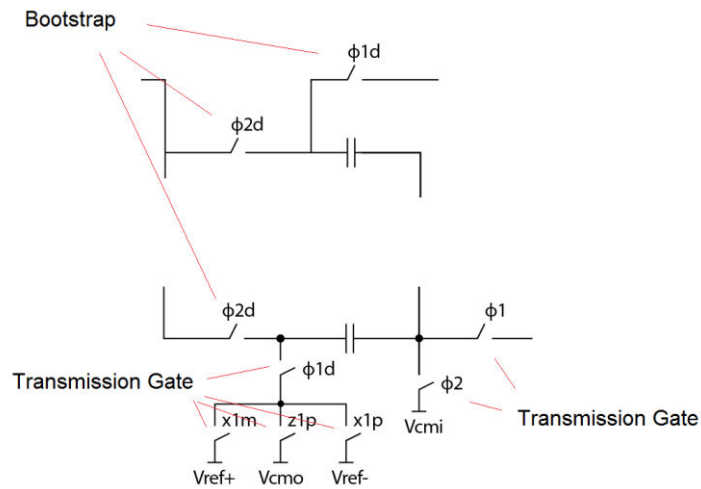 Bootstrap
ϕ1d
ϕ2d
ϕ2d
ϕ1
Transmission Gate
ϕ1d
ϕ2
Transmission Gate
x1m
z1p
x1p
Vcmi
Vref+
Vcmo
Vref-